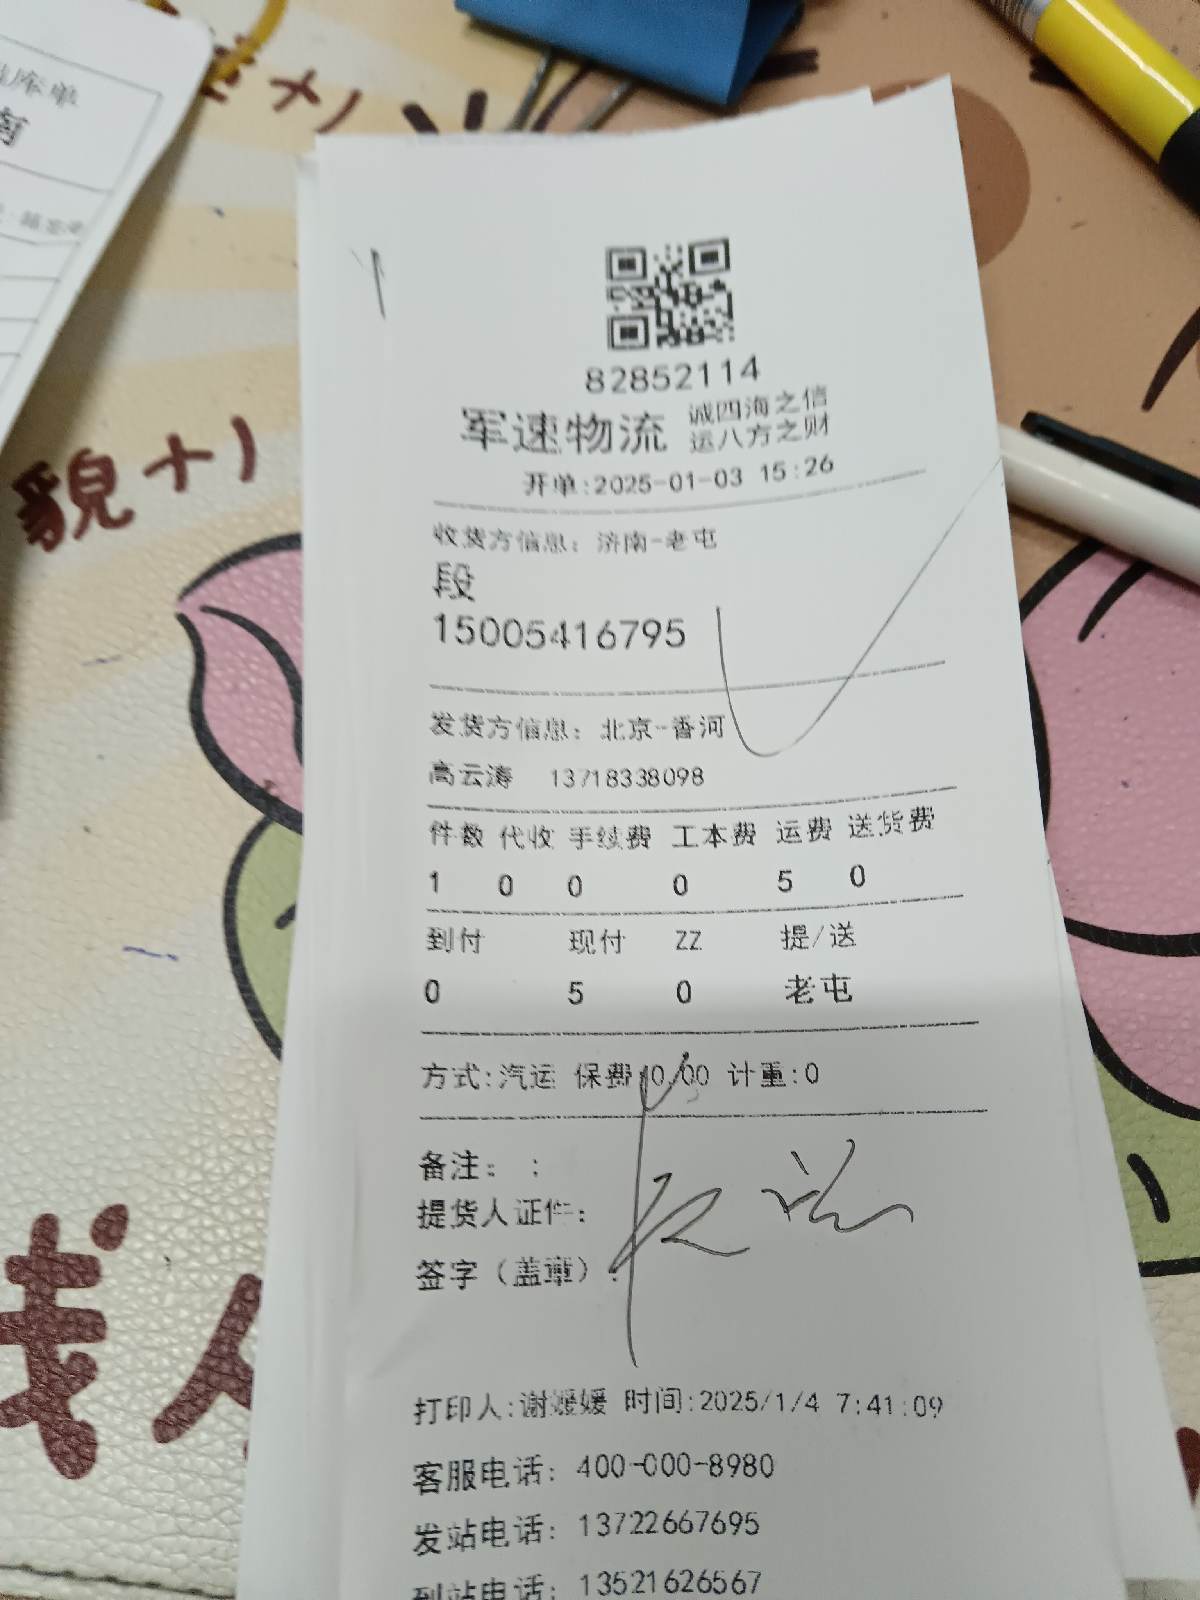 82852114
军速物流 诚四海之信
运八方之财
开单:2025-01-03 15:26
收货方信息: 济南-老屯
段
15005416795
发货方信息: 北京-香河
高云涛 13718338098
件数 代收 手续费 工本费 运费 送货费
1 0 0 0 5 0
到付 现付 ZZ 提/送
0 5 0 老屯
方式:汽运 保费:0.00 计重:0
备注: :
提货人证件:
签字（盖章）:
打印人:谢媛媛 时间:2025/1/4 7:41:09
客服电话: 400-000-8980
发站电话: 13722667695
到站电话: 13521626567
库单
南
貌+1